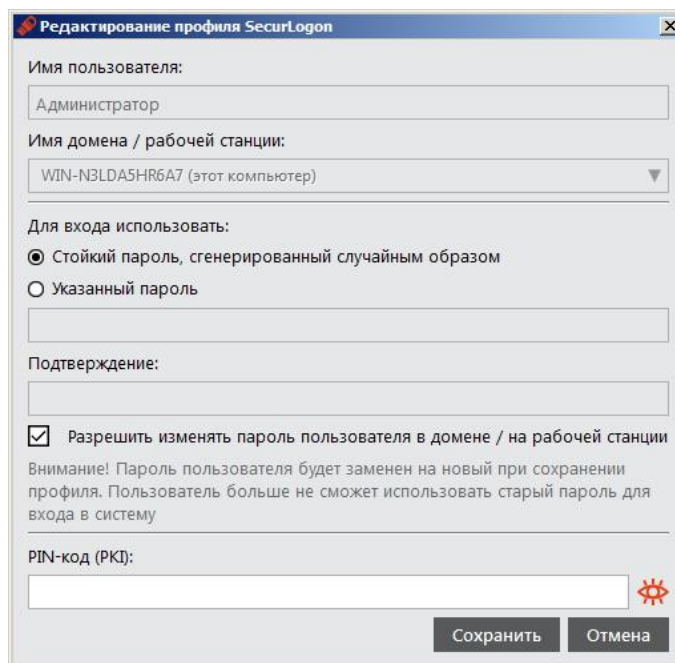 Редактирование профиля SecurLogon
Имя пользователя:
Администратор
Имя домена / рабочей станции:
WIN-N3LDA5HR6A7 (этот компьютер)
Для входа использовать:
Стойкий пароль, сгенерированный случайным образом
Указанный пароль
Подтверждение:
Разрешить изменять пароль пользователя в домене / на рабочей станции
Внимание! Пароль пользователя будет заменен на новый при сохранении
профиля. Пользователь больше не сможет использовать старый пароль для
входа в систему
PIN-код (PKI):
Сохранить Отмена